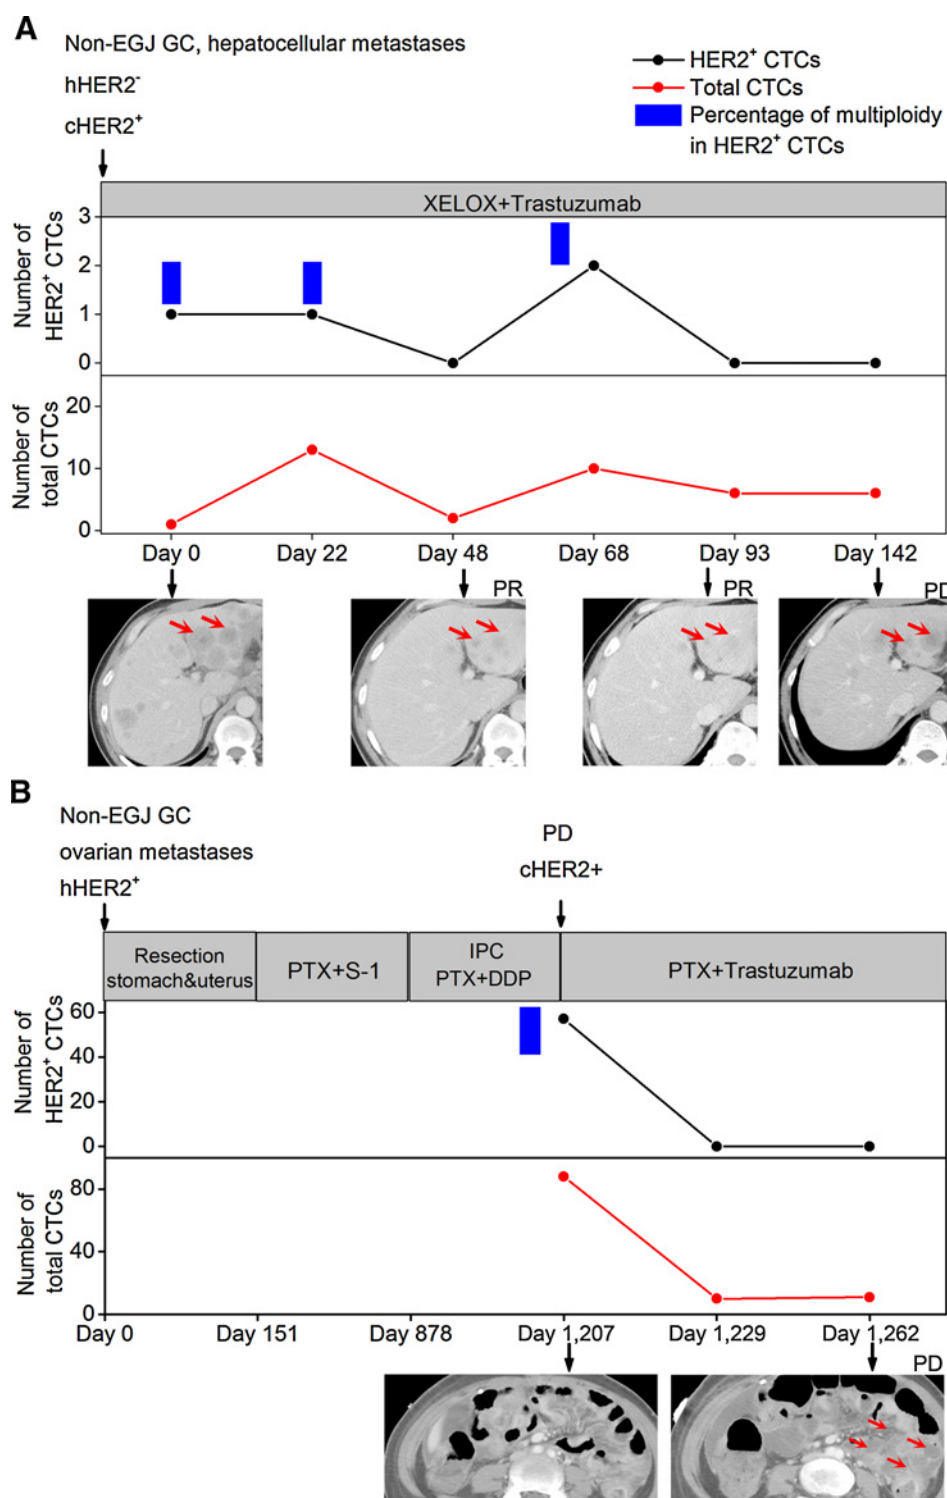 A
Non-EGJ GC, hepatocellular metastases
hHER2⁻
cHER2⁺
HER2⁺ CTCs
Total CTCs
Percentage of multiploidy
in HER2⁺ CTCs
XELOX+Trastuzumab
Number of
HER2⁺ CTCs
3
2
1
0
Number of
total CTCs
20
10
0
Day 0 Day 22 Day 48 Day 68 Day 93 Day 142
PR PR PD
B
Non-EGJ GC
ovarian metastases
hHER2⁺
PD
cHER2+
Resection
stomach&uterus
PTX+S-1
IPC
PTX+DDP
PTX+Trastuzumab
Number of
HER2⁺ CTCs
60
40
20
0
Number of
total CTCs
80
40
0
Day 0 Day 151 Day 878 Day 1,207 Day 1,229 Day 1,262
PD